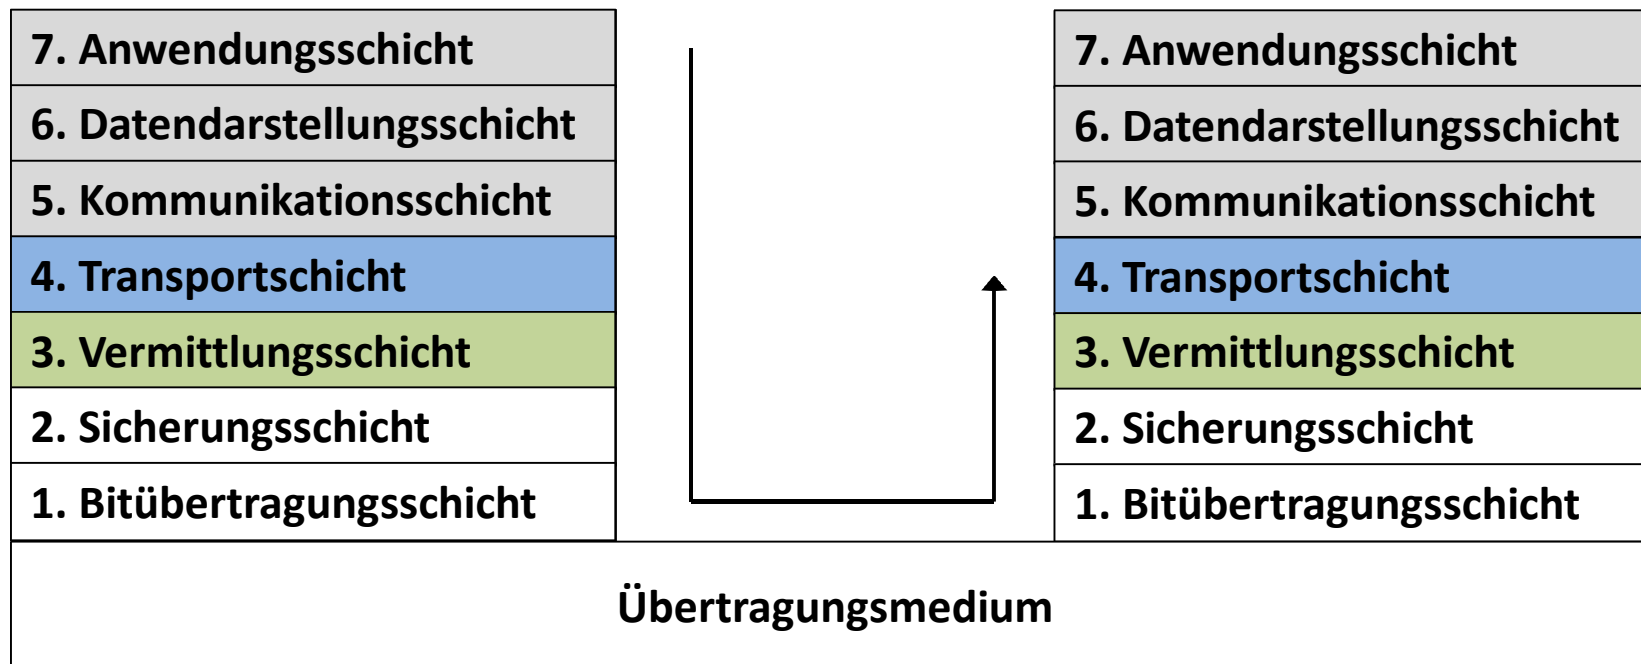 7. Anwendungsschicht
6. Datendarstellungsschicht
5. Kommunikationsschicht
4. Transportschicht
3. Vermittlungsschicht
2. Sicherungsschicht
1. Bitübertragungsschicht
7. Anwendungsschicht
6. Datendarstellungsschicht
5. Kommunikationsschicht
4. Transportschicht
3. Vermittlungsschicht
2. Sicherungsschicht
1. Bitübertragungsschicht
Übertragungsmedium